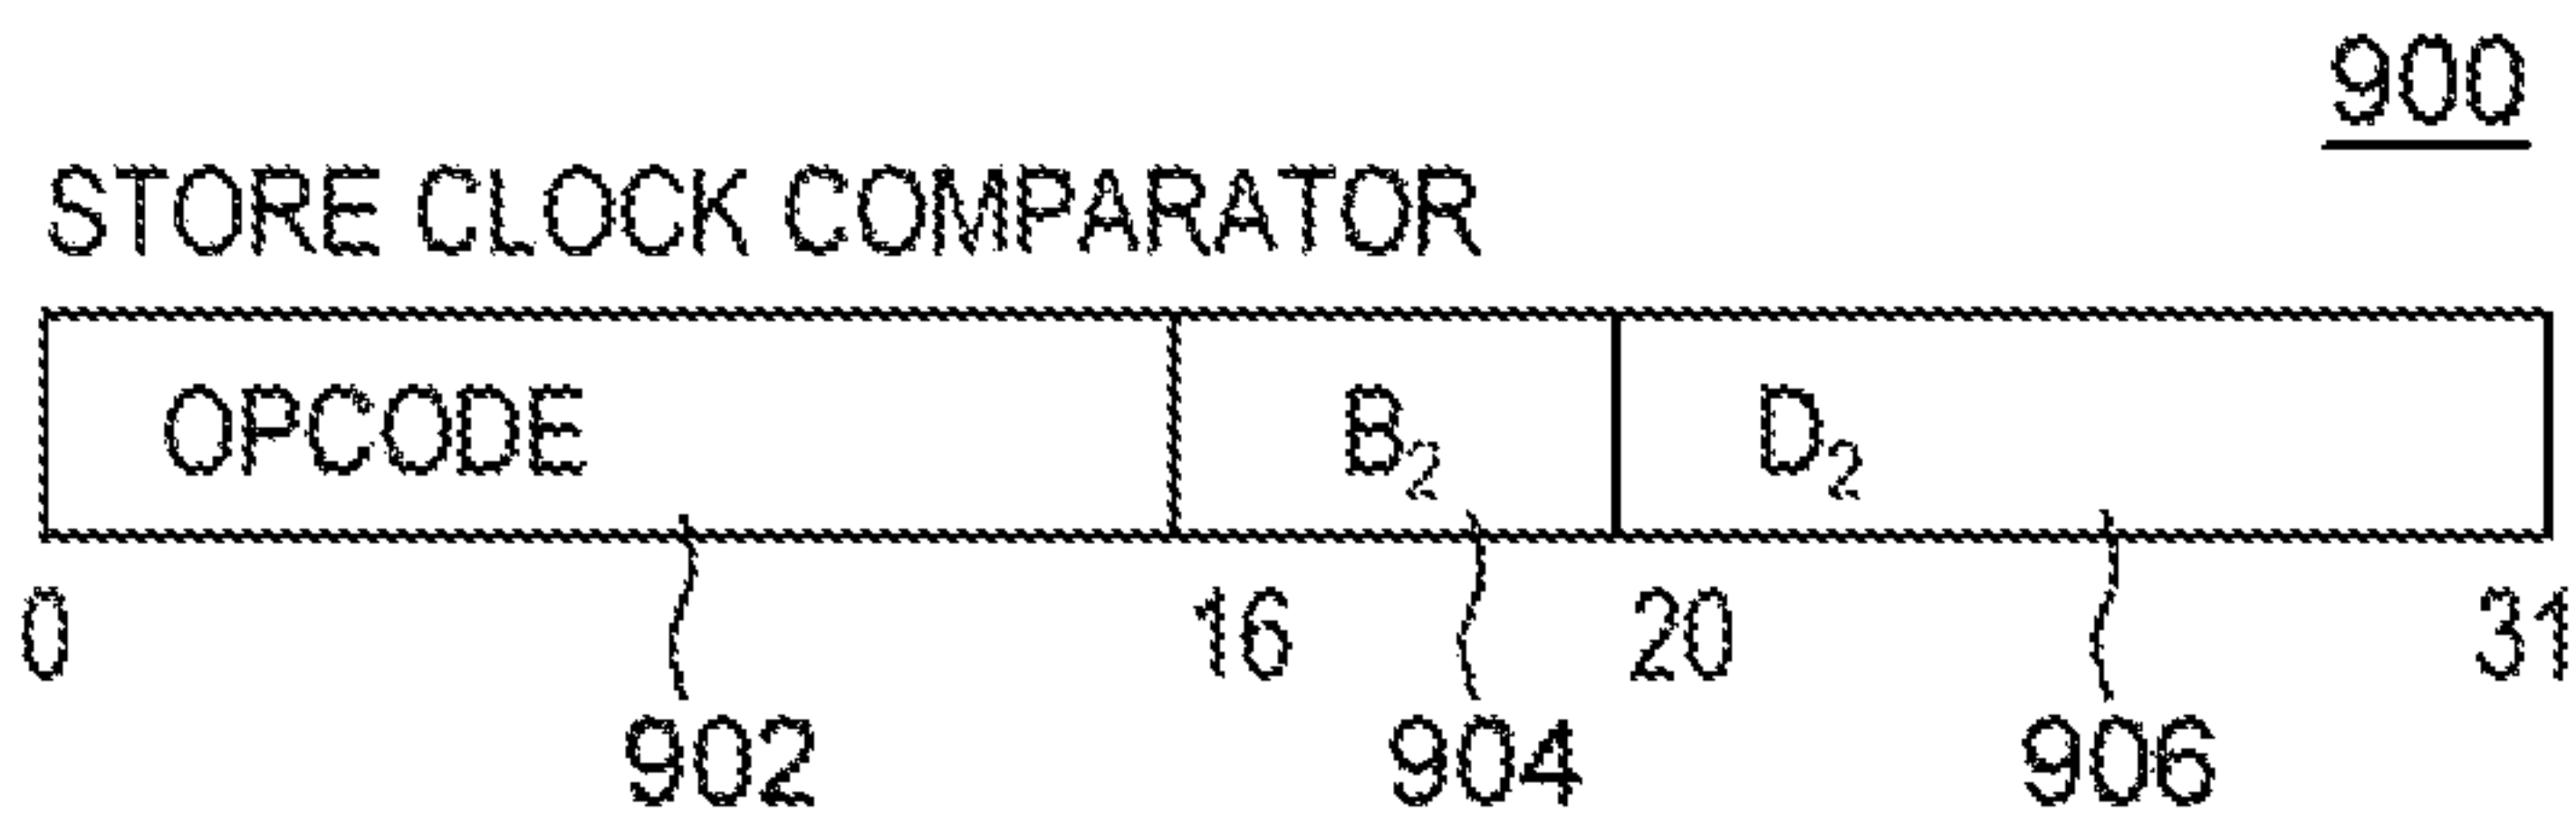 900
STORE CLOCK COMPARATOR
OPCODE B₂ D₂
0 16 20 31
902 904 906